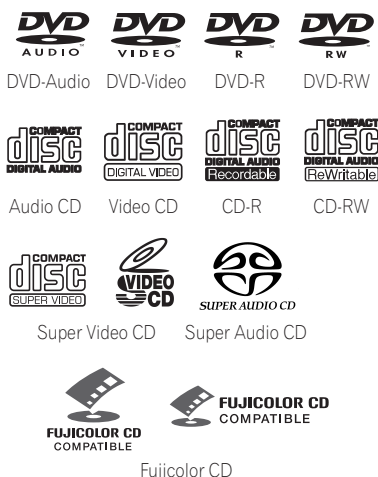 DVD DVD DVD DVD
AUDIO VIDEO R RW
DVD-Audio DVD-Video DVD-R DVD-RW
COMPACT COMPACT COMPACT COMPACT
disc disc disc disc
DIGITAL AUDIO DIGITAL VIDEO DIGITAL AUDIO DIGITAL AUDIO
Recordable ReWritable
Audio CD Video CD CD-R CD-RW
COMPACT
disc
SUPER VIDEO
VIDEO
CD
SUPER AUDIO CD
Super Video CD Super Audio CD
FUJICOLOR CD
COMPATIBLE
FUJICOLOR CD
COMPATIBLE
Fujicolor CD